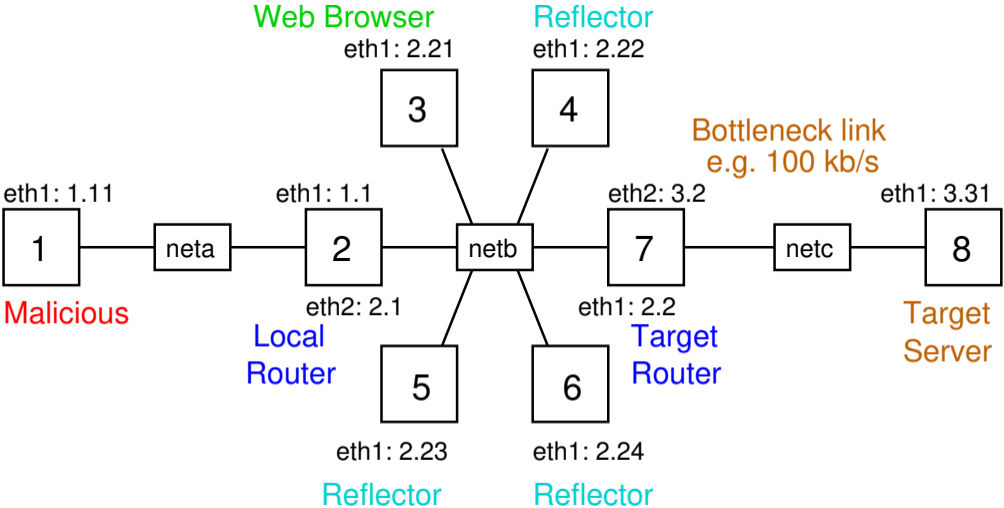 Web Browser
Reflector
eth1: 2.21
eth1: 2.22
3
4
Bottleneck link
e.g. 100 kb/s
eth1: 1.11
eth1: 1.1
eth2: 3.2
eth1: 3.31
1
neta
2
netb
7
netc
8
Malicious
eth2: 2.1
eth1: 2.2
Target
Server
Local
Router
Target
Router
5
6
eth1: 2.23
eth1: 2.24
Reflector
Reflector